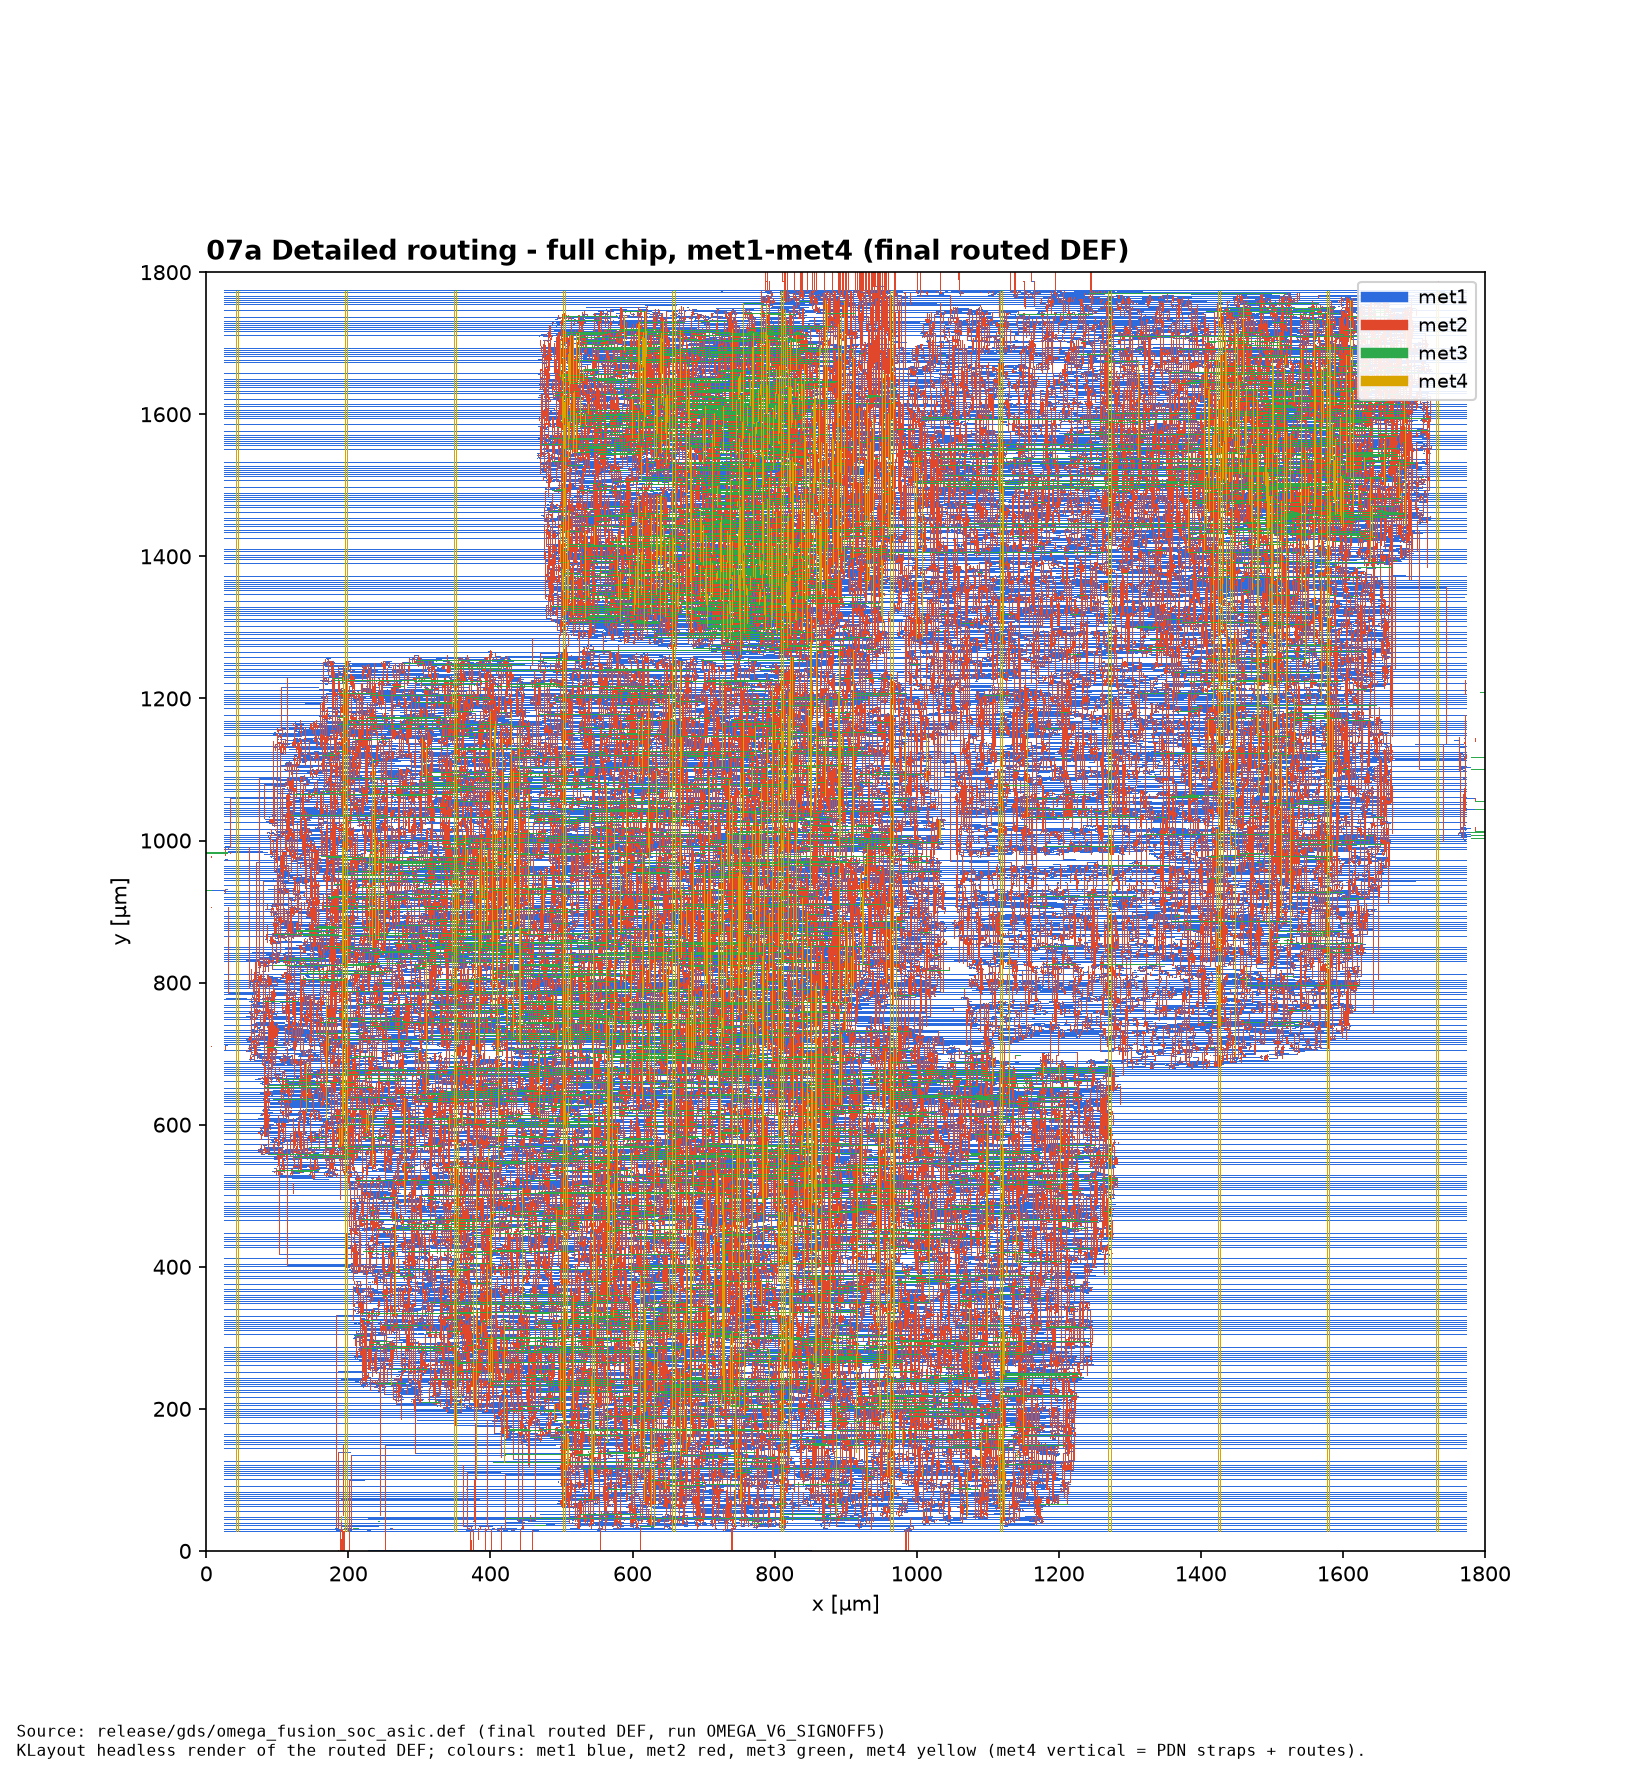 07a Detailed routing - full chip, met1-met4 (final routed DEF)
1800
1600
1400
1200
1000
800
600
400
200
0
y [µm]
met1
met2
met3
met4
0 200 400 600 800 1000 1200 1400 1600 1800
x [µm]
Source: release/gds/omega_fusion_soc_asic.def (final routed DEF, run OMEGA_V6_SIGNOFF5)
KLayout headless render of the routed DEF; colours: met1 blue, met2 red, met3 green, met4 yellow (met4 vertical = PDN straps + routes).